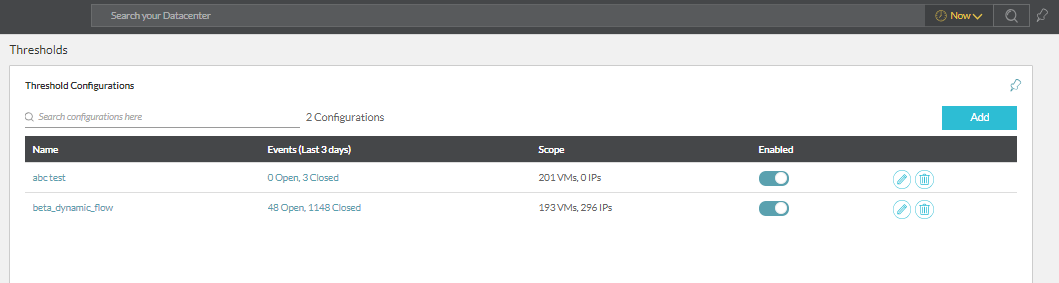 Search your Datacenter Now
Thresholds
Threshold Configurations
Search configurations here 2 Configurations Add
Name Events (Last 3 days) Scope Enabled
abc test 0 Open, 3 Closed 201 VMs, 0 IPs
beta_dynamic_flow 48 Open, 1148 Closed 193 VMs, 296 IPs